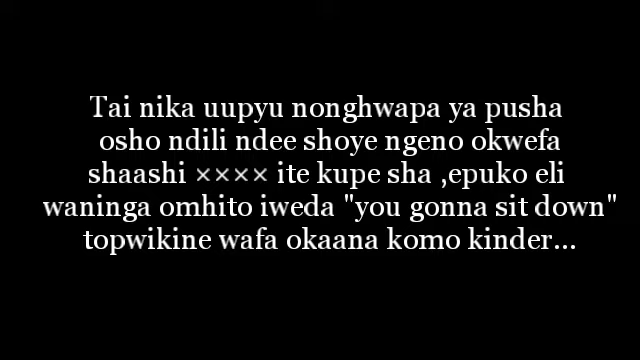 Tai nika uupyu nonghwapa ya pusha
osho ndili ndee shoye ngeno okwefa
shaashi ×××× ite kupe sha ,epuko eli
waninga omhito iweda "you gonna sit down"
topwikine wafa okaana komo kinder...